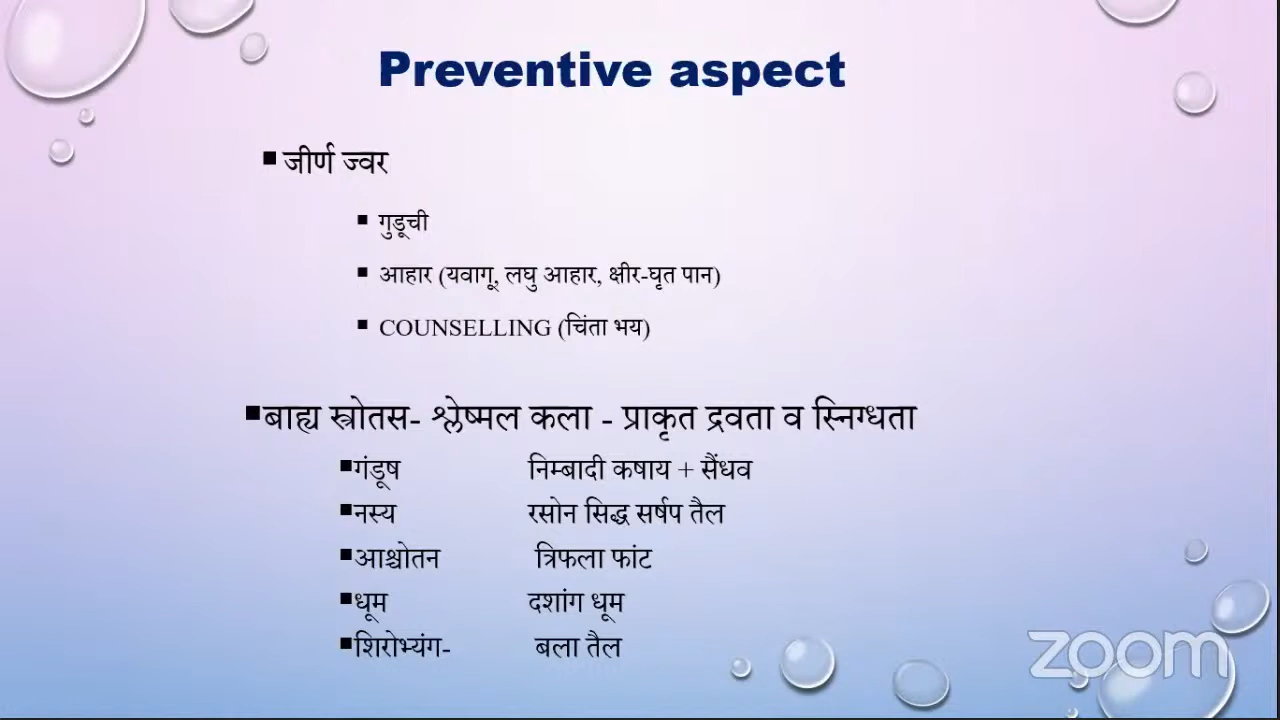 Preventive aspect
जीर्ण ज्वर
गुडूची
आहार (यवागू, लघु आहार, क्षीर-घृत पान)
COUNSELLING (चिंता भय)
बाह्य स्त्रोतस- श्लेष्मल कला - प्राकृत द्रवता व स्निग्धता
गंडूष निम्बादी कषाय + सैंधव
नस्य रसोन सिद्ध सर्षप तैल
आश्चोतन त्रिफला फांट
धूम दशांग धूम
शिरोभ्यंग- बला तैल
zoom